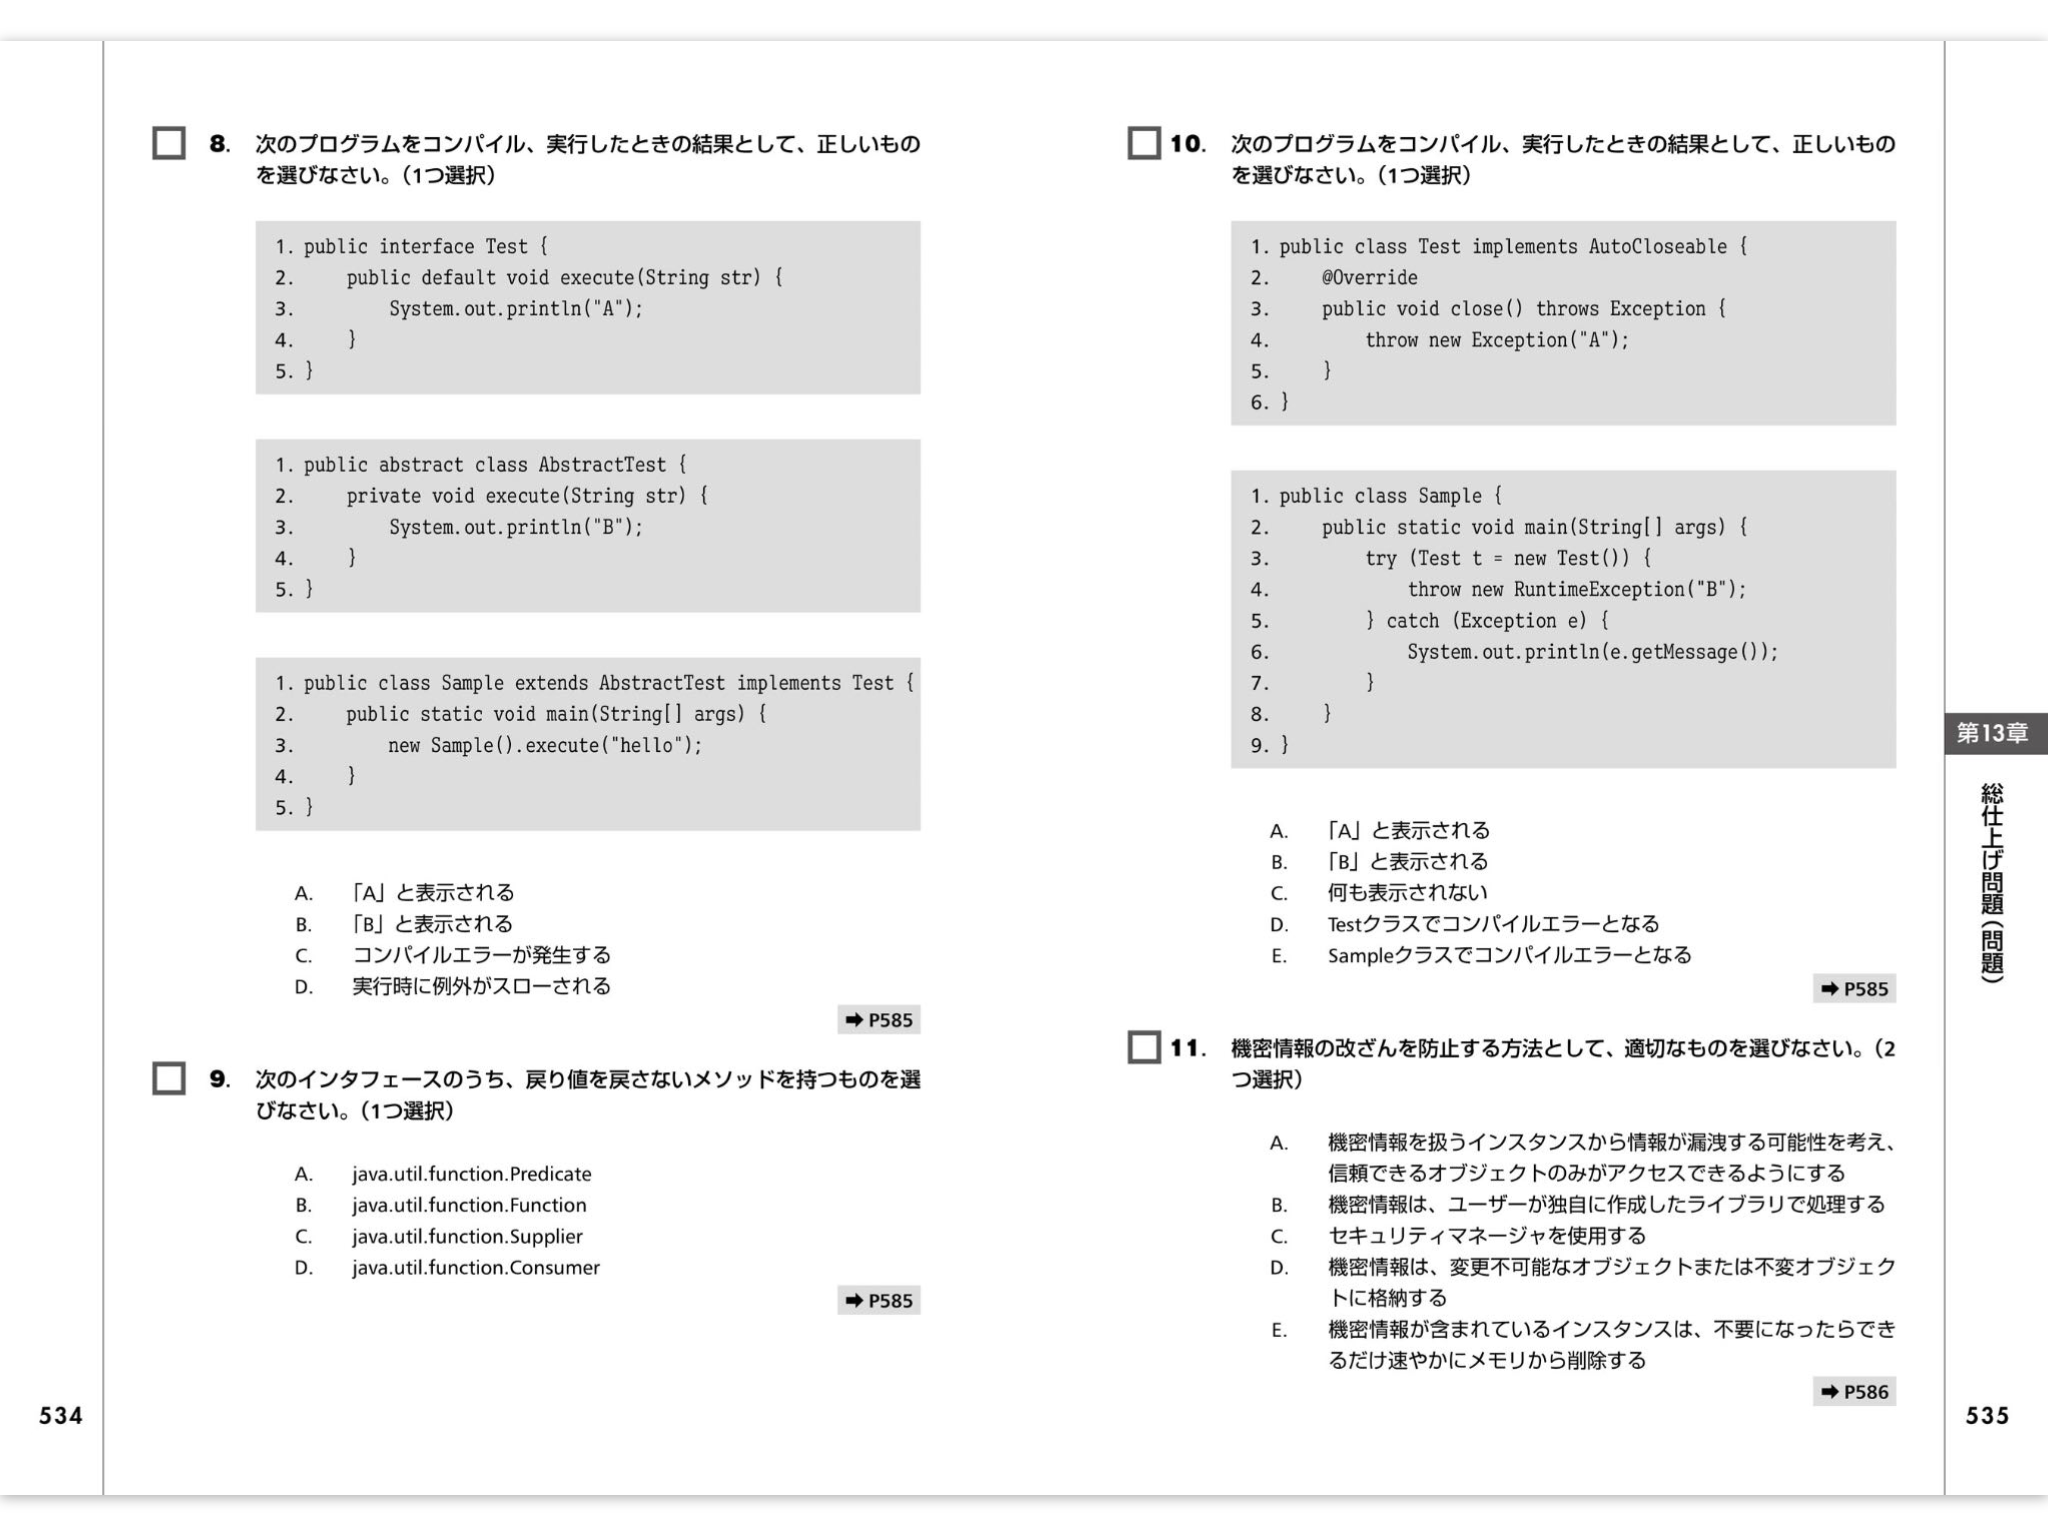 8. 次のプログラムをコンパイル、実行したときの結果として、正しいもの
を選びなさい。（1つ選択）
1. public interface Test {
2.     public default void execute(String str) {
3.         System.out.println("A");
4.     }
5. }
1. public abstract class AbstractTest {
2.     private void execute(String str) {
3.         System.out.println("B");
4.     }
5. }
1. public class Sample extends AbstractTest implements Test {
2.     public static void main(String[] args) {
3.         new Sample().execute("hello");
4.     }
5. }
A. 「A」と表示される
B. 「B」と表示される
C. コンパイルエラーが発生する
D. 実行時に例外がスローされる
➡ P585
9. 次のインタフェースのうち、戻り値を戻さないメソッドを持つものを選
びなさい。（1つ選択）
A. java.util.function.Predicate
B. java.util.function.Function
C. java.util.function.Supplier
D. java.util.function.Consumer
➡ P585
534
10. 次のプログラムをコンパイル、実行したときの結果として、正しいもの
を選びなさい。（1つ選択）
1. public class Test implements AutoCloseable {
2.     @Override
3.     public void close() throws Exception {
4.         throw new Exception("A");
5.     }
6. }
1. public class Sample {
2.     public static void main(String[] args) {
3.         try (Test t = new Test()) {
4.             throw new RuntimeException("B");
5.         } catch (Exception e) {
6.             System.out.println(e.getMessage());
7.         }
8.     }
9. }
A. 「A」と表示される
B. 「B」と表示される
C. 何も表示されない
D. Testクラスでコンパイルエラーとなる
E. Sampleクラスでコンパイルエラーとなる
➡ P585
11. 機密情報の改ざんを防止する方法として、適切なものを選びなさい。（2
つ選択）
A. 機密情報を扱うインスタンスから情報が漏洩する可能性を考え、
信頼できるオブジェクトのみがアクセスできるようにする
B. 機密情報は、ユーザーが独自に作成したライブラリで処理する
C. セキュリティマネージャを使用する
D. 機密情報は、変更不可能なオブジェクトまたは不変オブジェク
トに格納する
E. 機密情報が含まれているインスタンスは、不要になったらでき
るだけ速やかにメモリから削除する
➡ P586
第13章
総仕上げ問題（問題）
535